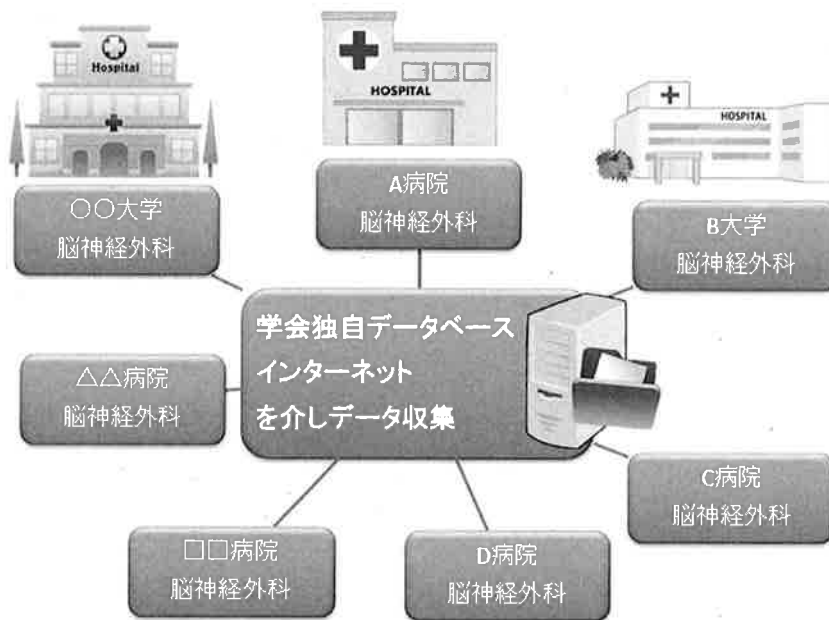 Hospital
HOSPITAL
HOSPITAL
○○大学
脳神経外科
A病院
脳神経外科
B大学
脳神経外科
学会独自データベース
インターネット
を介しデータ収集
△△病院
脳神経外科
C病院
脳神経外科
□□病院
脳神経外科
D病院
脳神経外科